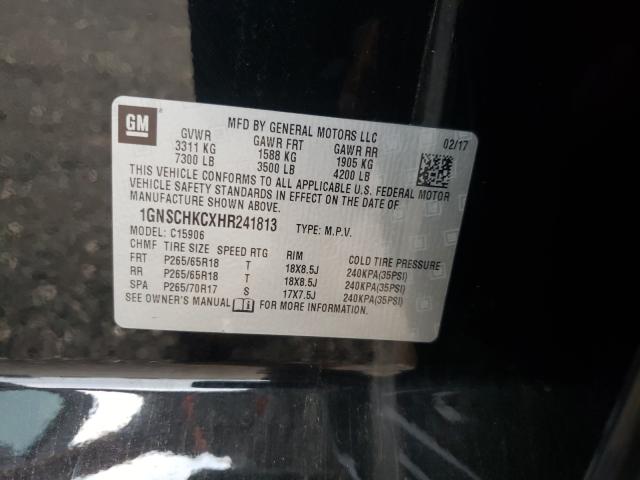 GM
MFD BY GENERAL MOTORS LLC 02/17
GVWR GAWR FRT GAWR RR
3311 KG 1588 KG 1905 KG
7300 LB 3500 LB 4200 LB
THIS VEHICLE CONFORMS TO ALL APPLICABLE U.S. FEDERAL MOTOR
VEHICLE SAFETY STANDARDS IN EFFECT ON THE DATE OF
MANUFACTURE SHOWN ABOVE.
1GNSCHKCXHR241813 TYPE: M.P.V.
MODEL: C15906
CHMF TIRE SIZE SPEED RTG RIM COLD TIRE PRESSURE
FRT P265/65R18 T 18X8.5J 240KPA(35PSI)
RR P265/65R18 T 18X8.5J 240KPA(35PSI)
SPA P265/70R17 S 17X7.5J 240KPA(35PSI)
SEE OWNER'S MANUAL FOR MORE INFORMATION.